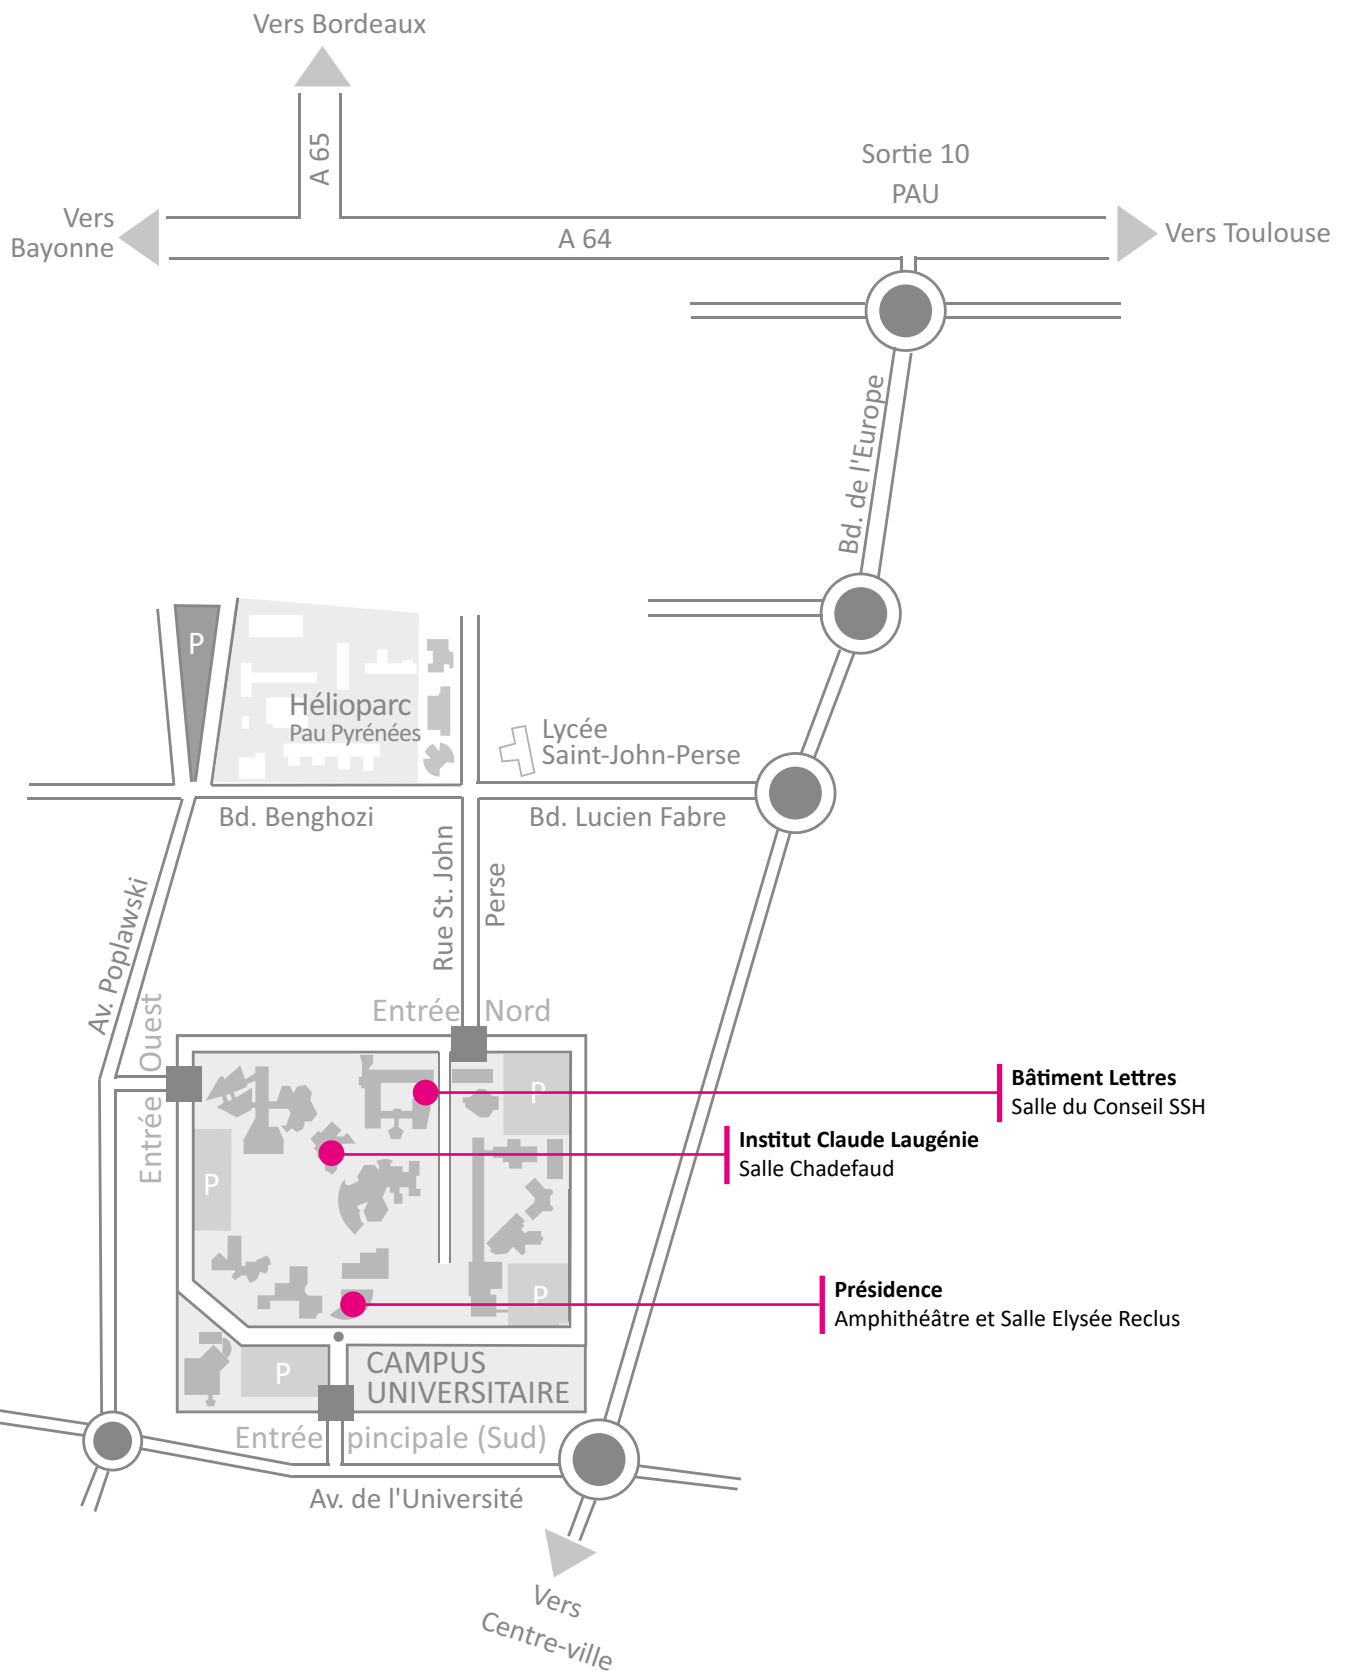 Vers Bordeaux
A 65
Sortie 10
PAU
Vers
Bayonne
A 64
Vers Toulouse
Bd. de l'Europe
P
Hélioparc
Pau Pyrénées
Lycée
Saint-John-Perse
Bd. Benghozi
Bd. Lucien Fabre
Rue St. John
Perse
Av. Poplawski
Entrée Ouest
Entrée Nord
P
Bâtiment Lettres
Salle du Conseil SSH
Institut Claude Laugénie
Salle Chadefaud
P
Présidence
Amphithéâtre et Salle Elysée Reclus
P
P
CAMPUS
UNIVERSITAIRE
Entrée pincipale (Sud)
Av. de l'Université
Vers
Centre-ville